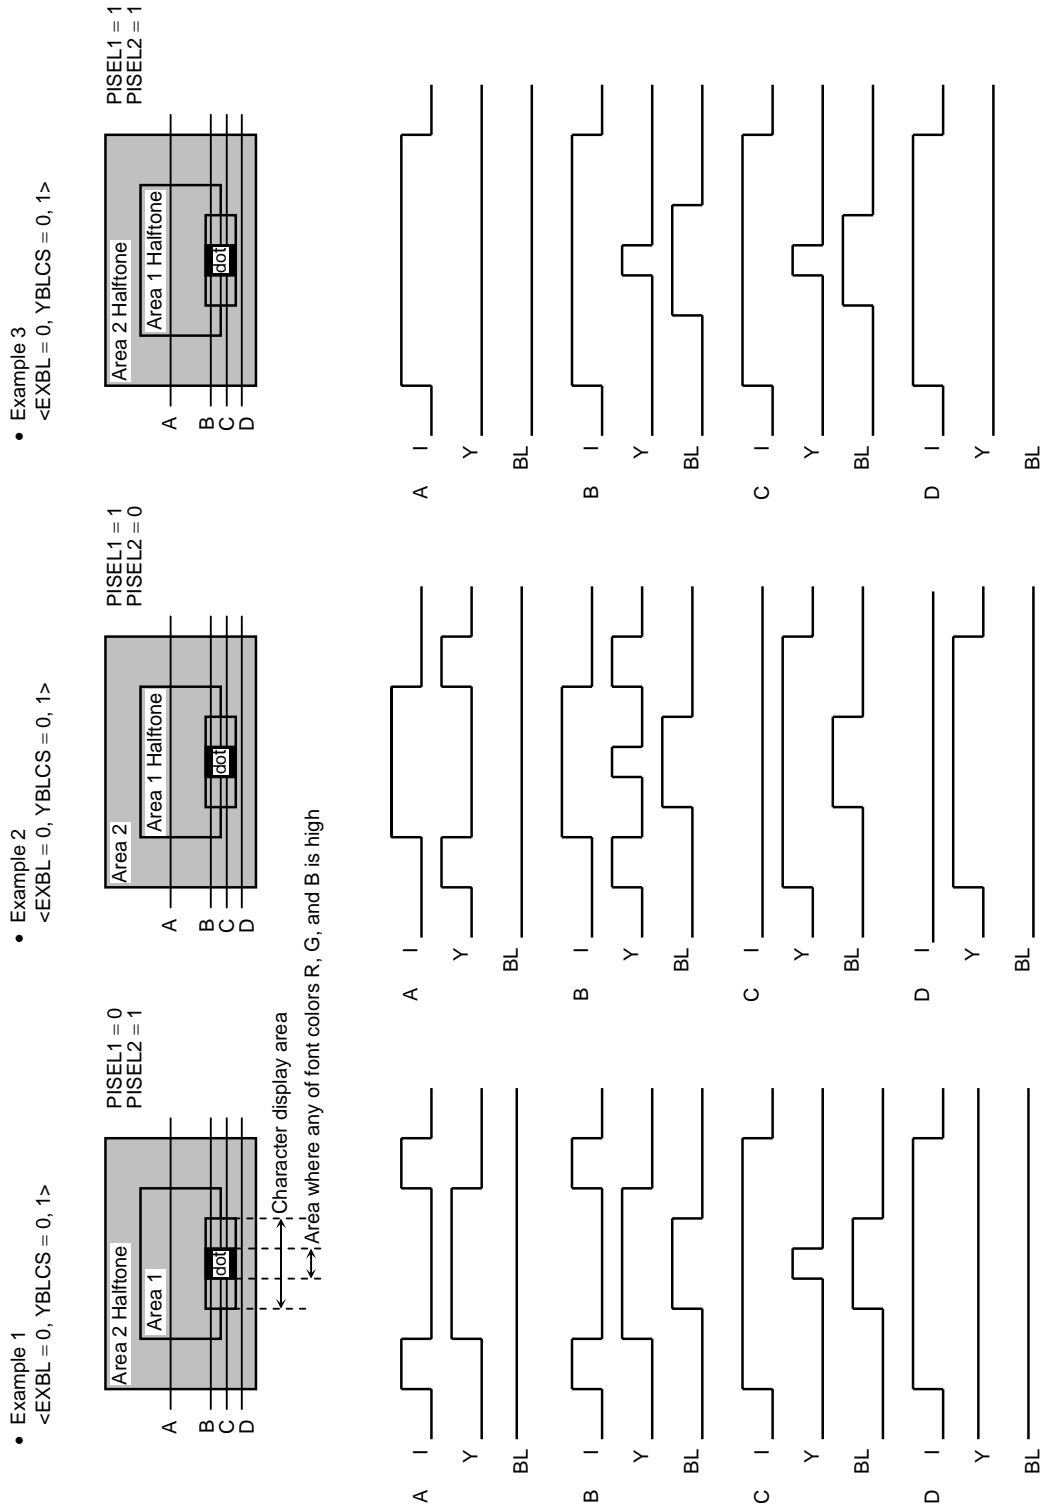 • Example 1
<EXBL = 0, YBLCS = 0, 1>
PISEL1 = 0
PISEL2 = 1
Area 2 Halftone
Area 1
dot
A
B
C
D
Character display area
Area where any of font colors R, G, and B is high
A
I
Y
BL
B
I
Y
BL
C
I
Y
BL
D
I
Y
BL
• Example 2
<EXBL = 0, YBLCS = 0, 1>
PISEL1 = 1
PISEL2 = 0
Area 2
Area 1 Halftone
dot
A
B
C
D
A
I
Y
BL
B
I
Y
BL
C
I
Y
BL
D
I
Y
BL
• Example 3
<EXBL = 0, YBLCS = 0, 1>
PISEL1 = 1
PISEL2 = 1
Area 2 Halftone
Area 1 Halftone
dot
A
B
C
D
A
I
Y
BL
B
I
Y
BL
C
I
Y
BL
D
I
Y
BL